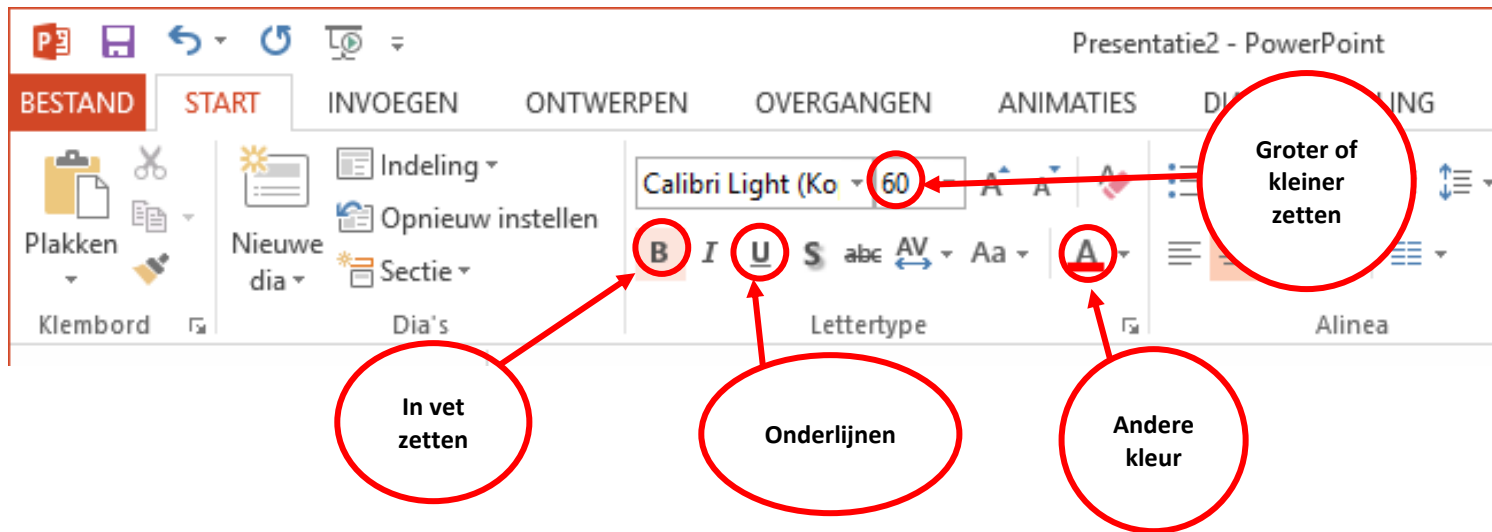 Presentatie2 - PowerPoint
BESTAND START INVOEGEN ONTWERPEN OVERGANGEN ANIMATIES
Indeling
Opnieuw instellen
Sectie
Plakken
Nieuwe
dia
Klembord
Dia's
Calibri Light (Ko 60 A A
B I U S abc AV Aa A
Lettertype
Alinea
Groter of
kleiner
zetten
In vet
zetten
Onderlijnen
Andere
kleur